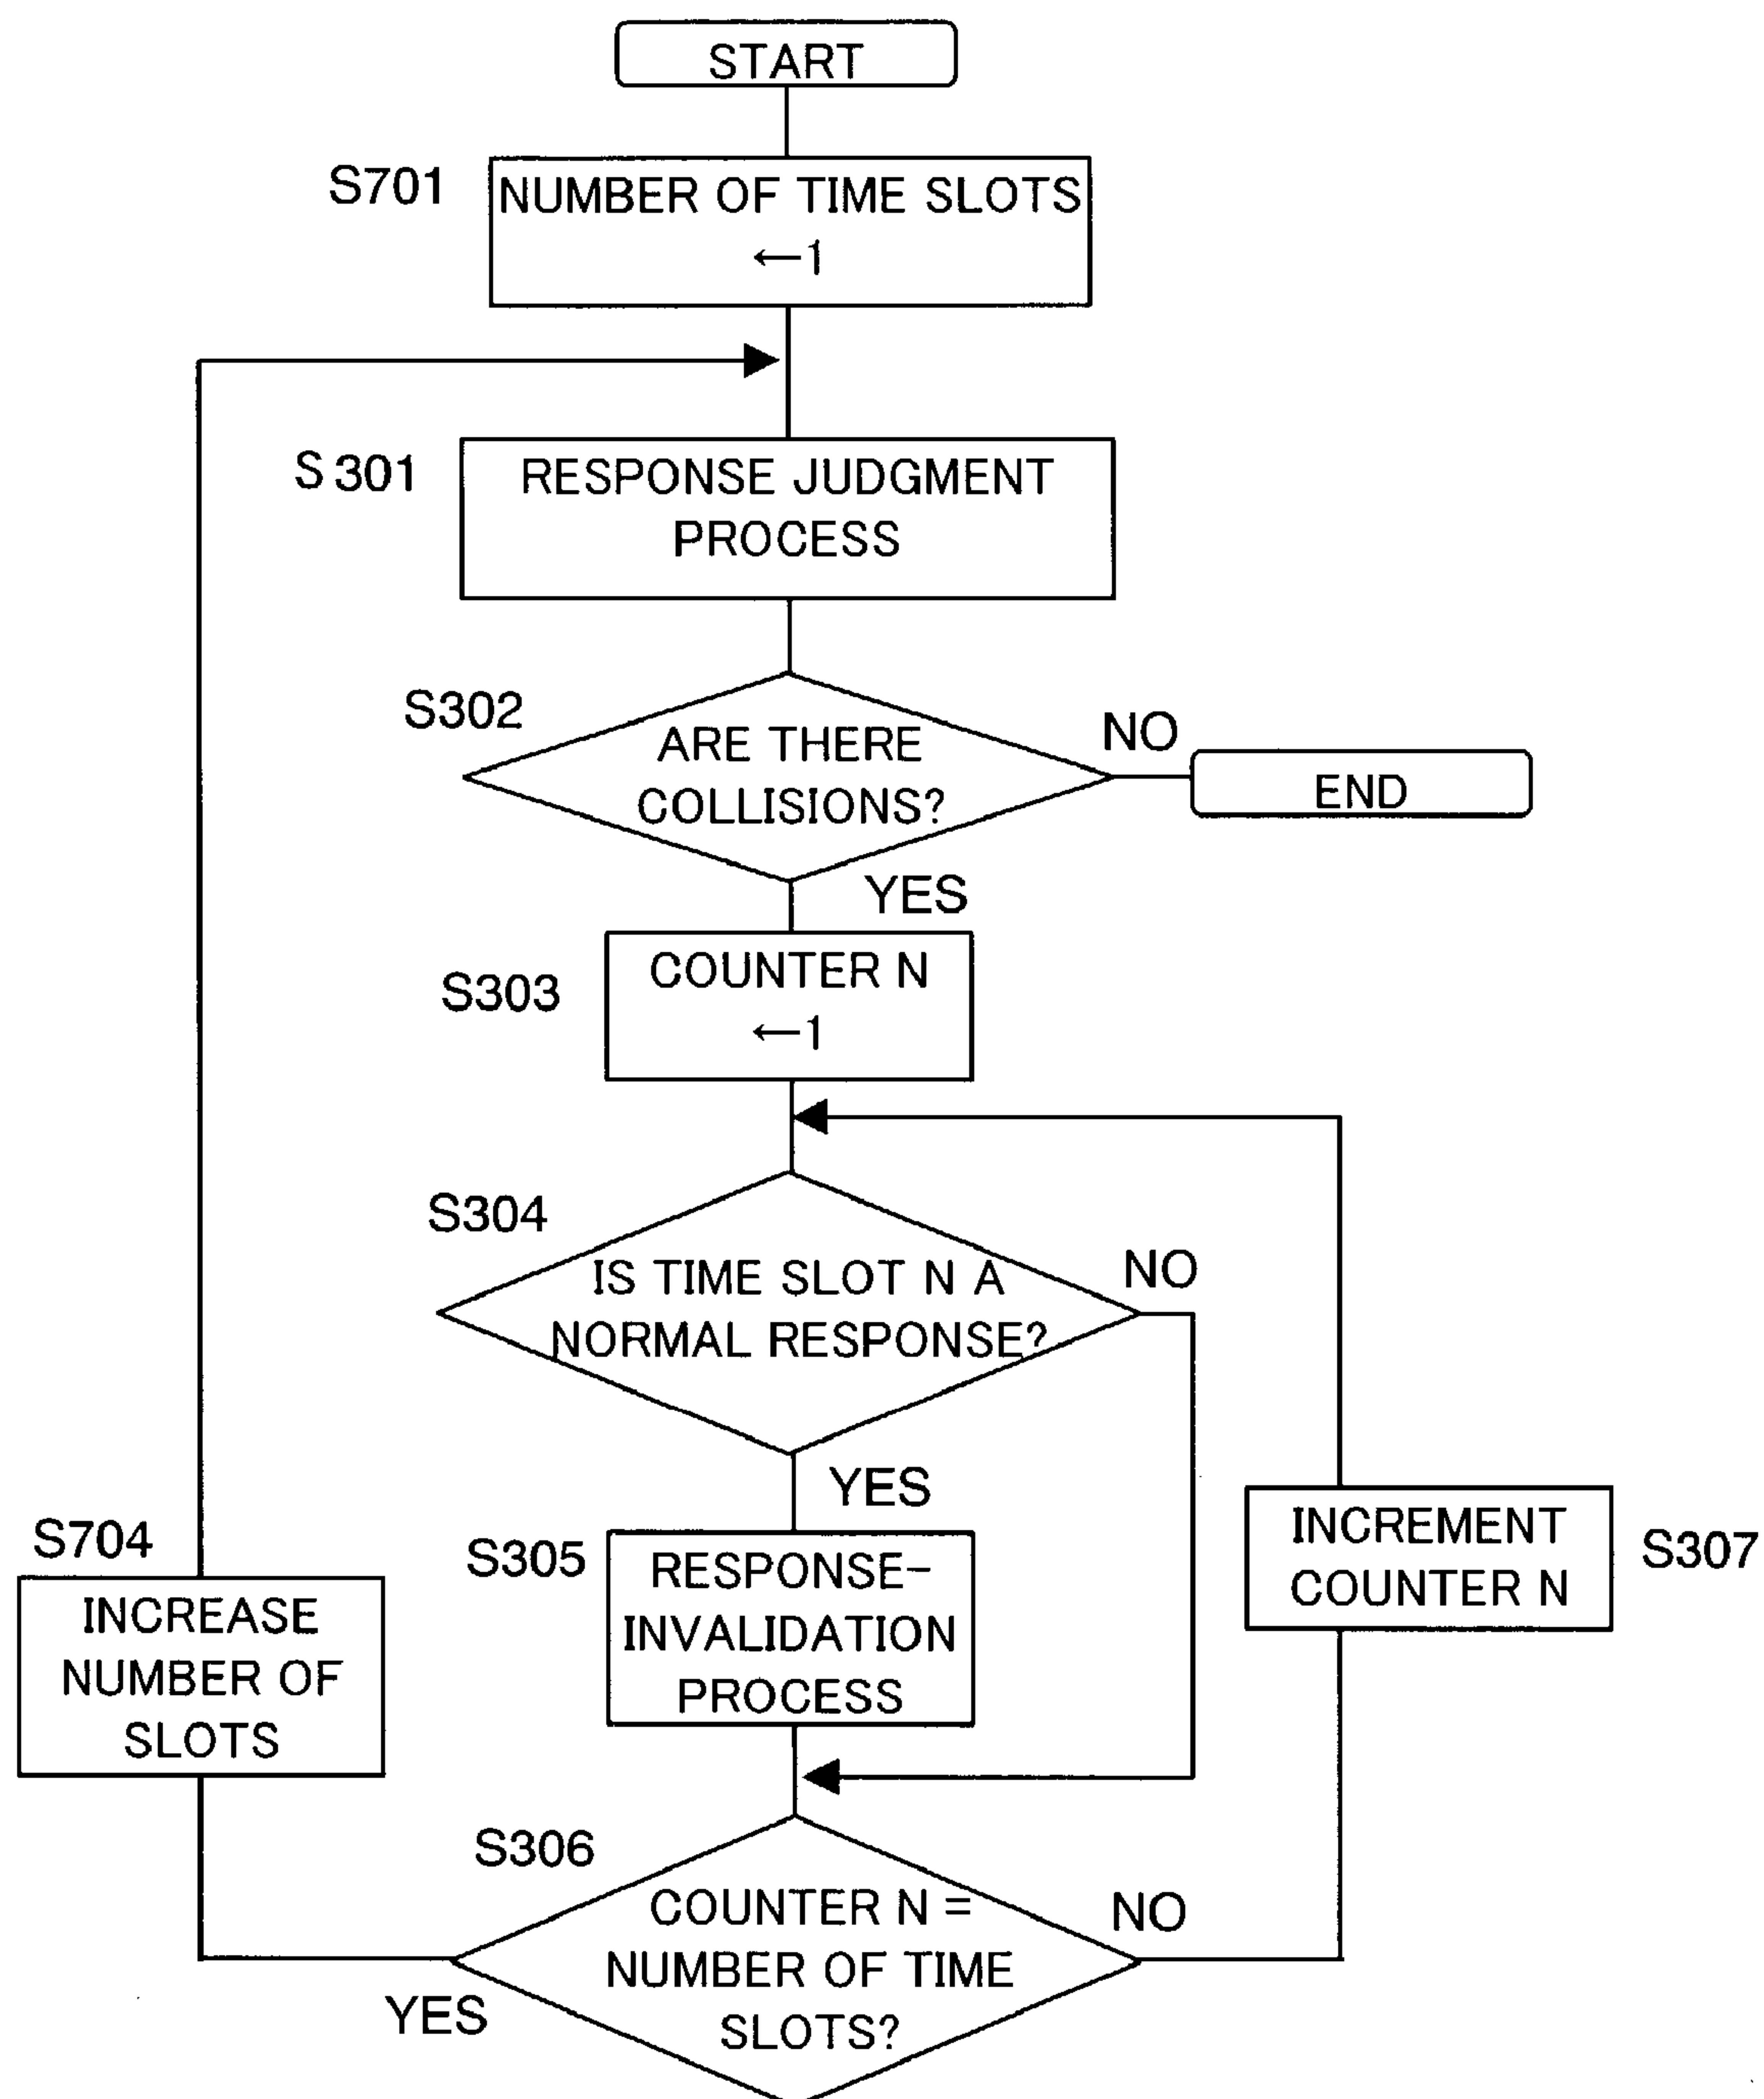 START
S701
NUMBER OF TIME SLOTS
←1
S301
RESPONSE JUDGMENT
PROCESS
S302
ARE THERE
COLLISIONS?
NO
END
YES
S303
COUNTER N
←1
S304
IS TIME SLOT N A
NORMAL RESPONSE?
NO
YES
S305
RESPONSE-
INVALIDATION
PROCESS
INCREMENT
COUNTER N
S307
S704
INCREASE
NUMBER OF
SLOTS
S306
COUNTER N =
NUMBER OF TIME
SLOTS?
NO
YES